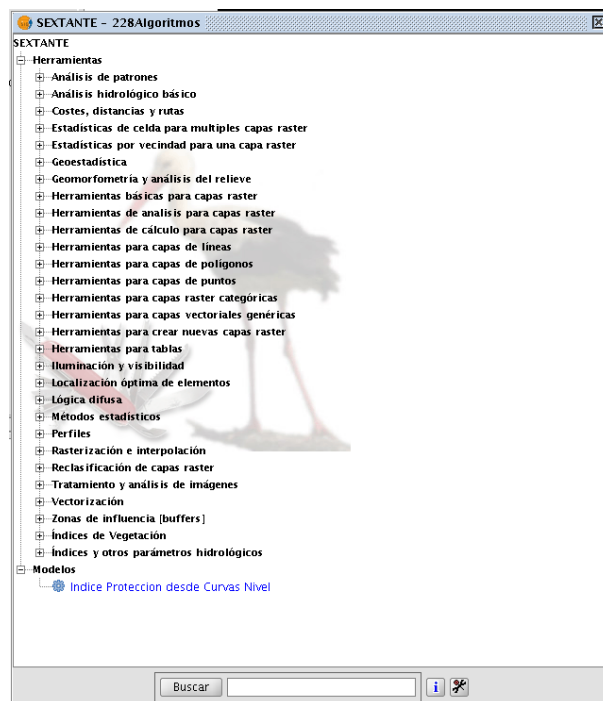 SEXTANTE - 228Algoritmos
SEXTANTE
Herramientas
Análisis de patrones
Análisis hidrológico básico
Costes, distancias y rutas
Estadísticas de celda para multiples capas raster
Estadísticas por vecindad para una capa raster
Geoestadística
Geomorfometría y análisis del relieve
Herramientas básicas para capas raster
Herramientas de analisis para capas raster
Herramientas de cálculo para capas raster
Herramientas para capas de líneas
Herramientas para capas de polígonos
Herramientas para capas de puntos
Herramientas para capas raster categóricas
Herramientas para capas vectoriales genéricas
Herramientas para crear nuevas capas raster
Herramientas para tablas
Iluminación y visibilidad
Localización óptima de elementos
Lógica difusa
Métodos estadísticos
Perfiles
Rasterización e interpolación
Reclasificación de capas raster
Tratamiento y análisis de imágenes
Vectorización
Zonas de influencia [buffers]
Índices de Vegetación
Índices y otros parámetros hidrológicos
Modelos
Indice Proteccion desde Curvas Nivel
Buscar